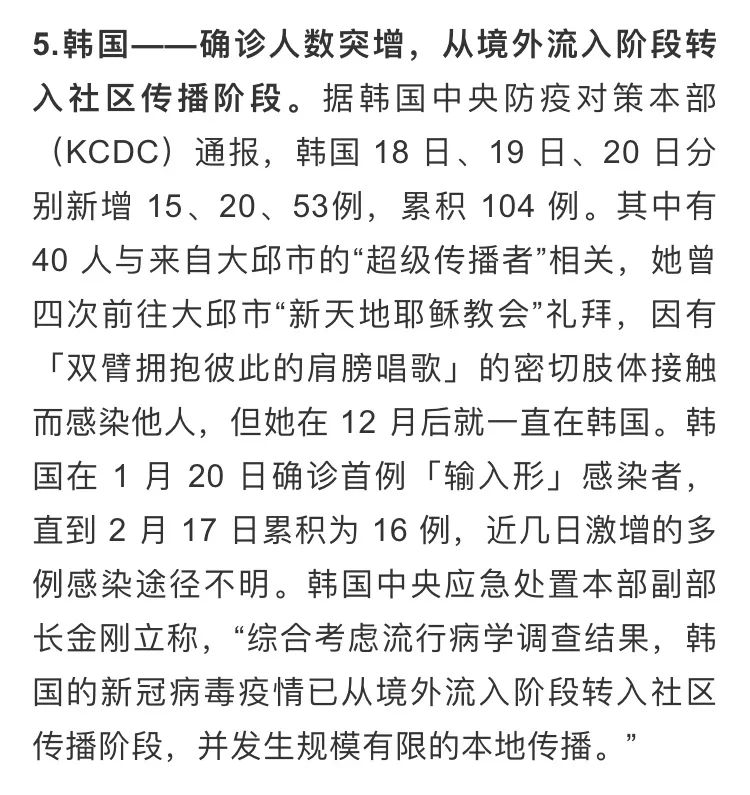 5.韩国——确诊人数突增，从境外流入阶段转
入社区传播阶段。据韩国中央防疫对策本部
（KCDC）通报，韩国 18 日、19 日、20 日分
别新增 15、20、53例，累积 104 例。其中有
40 人与来自大邱市的“超级传播者”相关，她曾
四次前往大邱市“新天地耶稣教会”礼拜，因有
「双臂拥抱彼此的肩膀唱歌」的密切肢体接触
而感染他人，但她在 12 月后就一直在韩国。韩
国在 1 月 20 日确诊首例「输入形」感染者，
直到 2 月 17 日累积为 16 例，近几日激增的多
例感染途径不明。韩国中央应急处置本部副部
长金刚立称，“综合考虑流行病学调查结果，韩
国的新冠病毒疫情已从境外流入阶段转入社区
传播阶段，并发生规模有限的本地传播。”